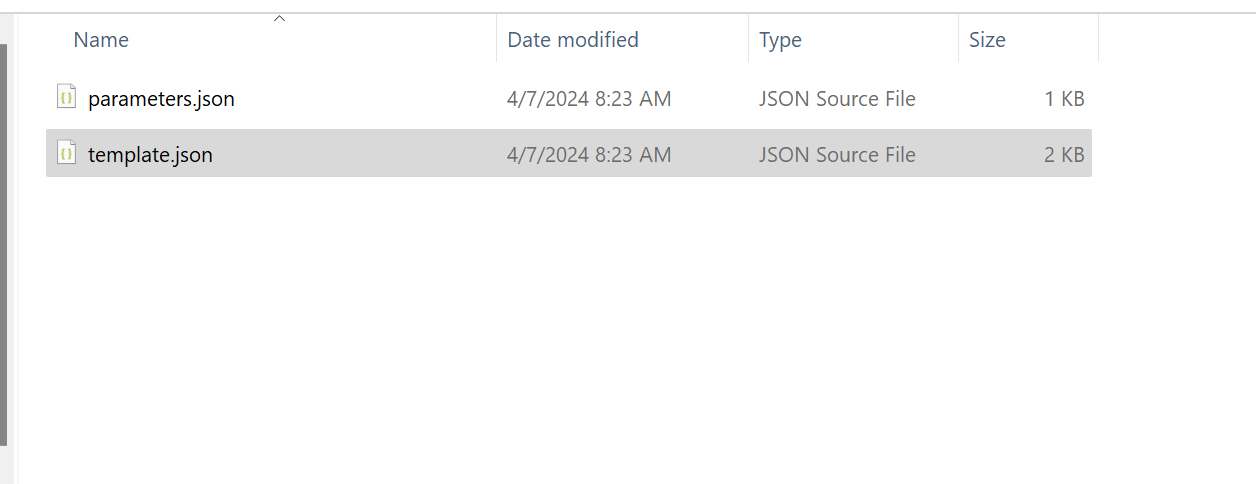 Name Date modified Type Size
parameters.json 4/7/2024 8:23 AM JSON Source File 1 KB
template.json 4/7/2024 8:23 AM JSON Source File 2 KB